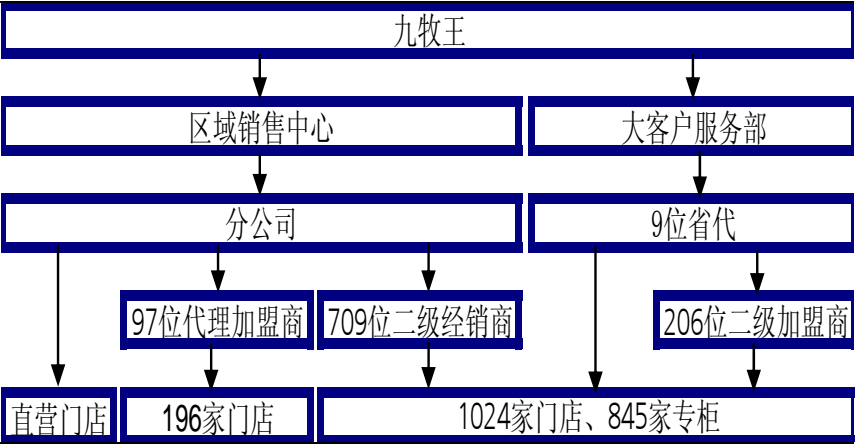 九牧王
区域销售中心
大客户服务部
分公司
9位省代
97位代理加盟商
709位二级经销商
206位二级加盟商
直营门店
196家门店
1024家门店、845家专柜